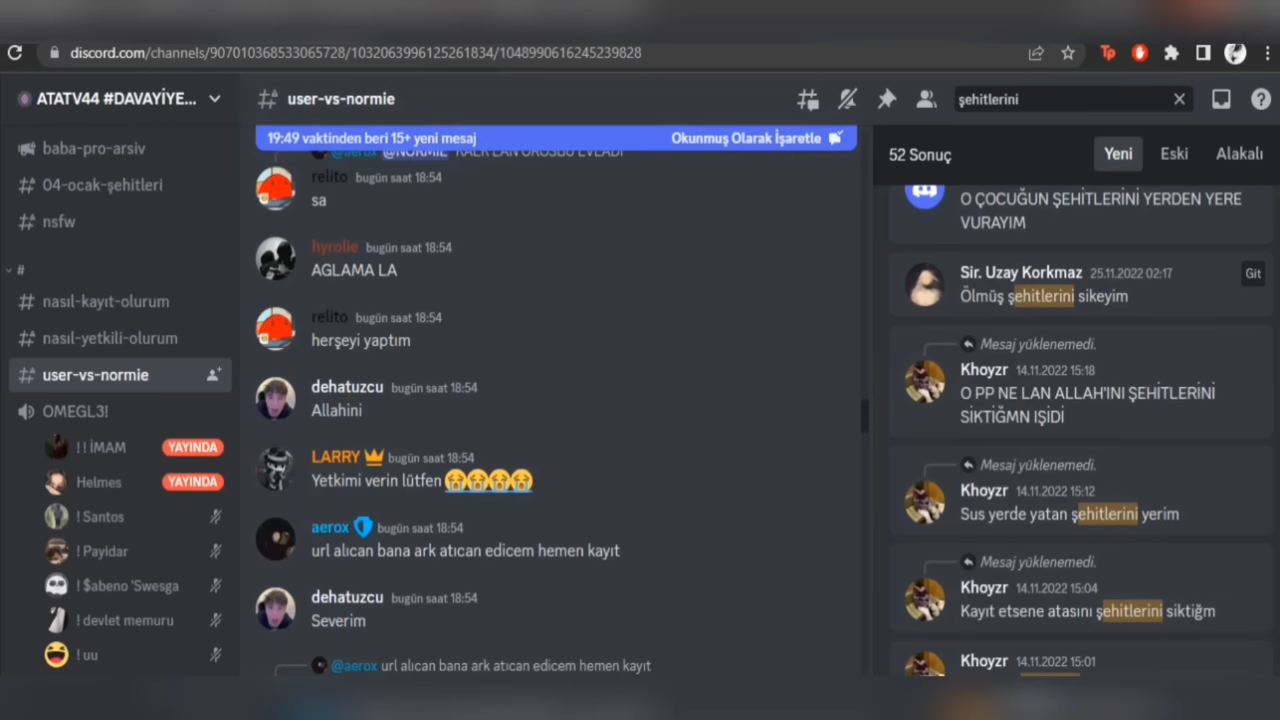 discord.com/channels/907010368533065728/1032063996125261834/1048990616245239828
ATATV44 #DAVAYİYE...
baba-pro-arsiv
04-ocak-şehitleri
nsfw
#
nasıl-kayıt-olurum
nasıl-yetkili-olurum
user-vs-normie
OMEGL3!
! ! İMAM YAYINDA
Helmes YAYINDA
! Santos
! Payidar
! $abeno 'Swesga
! devlet memuru
! uu
user-vs-normie
19:49 vaktinden beri 15+ yeni mesaj Okunmuş Olarak İşaretle
@aerox @NORMIE
relito bugün saat 18:54
sa
hyrolie bugün saat 18:54
AGLAMA LA
relito bugün saat 18:54
herşeyi yaptım
dehatuzcu bugün saat 18:54
Allahini
LARRY bugün saat 18:54
Yetkimi verin lütfen 😭😭😭😭
aerox bugün saat 18:54
url alıcan bana ark atıcan edicem hemen kayıt
dehatuzcu bugün saat 18:54
Severim
@aerox url alıcan bana ark atıcan edicem hemen kayıt
şehitlerini
52 Sonuç Yeni Eski Alakalı
O ÇOCUĞUN ŞEHİTLERİNİ YERDEN YERE
VURAYIM
Sir. Uzay Korkmaz 25.11.2022 02:17 Git
Ölmüş şehitlerini sikeyim
Mesaj yüklenemedi.
Khoyzr 14.11.2022 15:18
O PP NE LAN ALLAH'INI ŞEHİTLERİNİ
SİKTİĞMN IŞIDİ
Mesaj yüklenemedi.
Khoyzr 14.11.2022 15:12
Sus yerde yatan şehitlerini yerim
Mesaj yüklenemedi.
Khoyzr 14.11.2022 15:04
Kayıt etsene atasını şehitlerini siktiğm
Khoyzr 14.11.2022 15:01